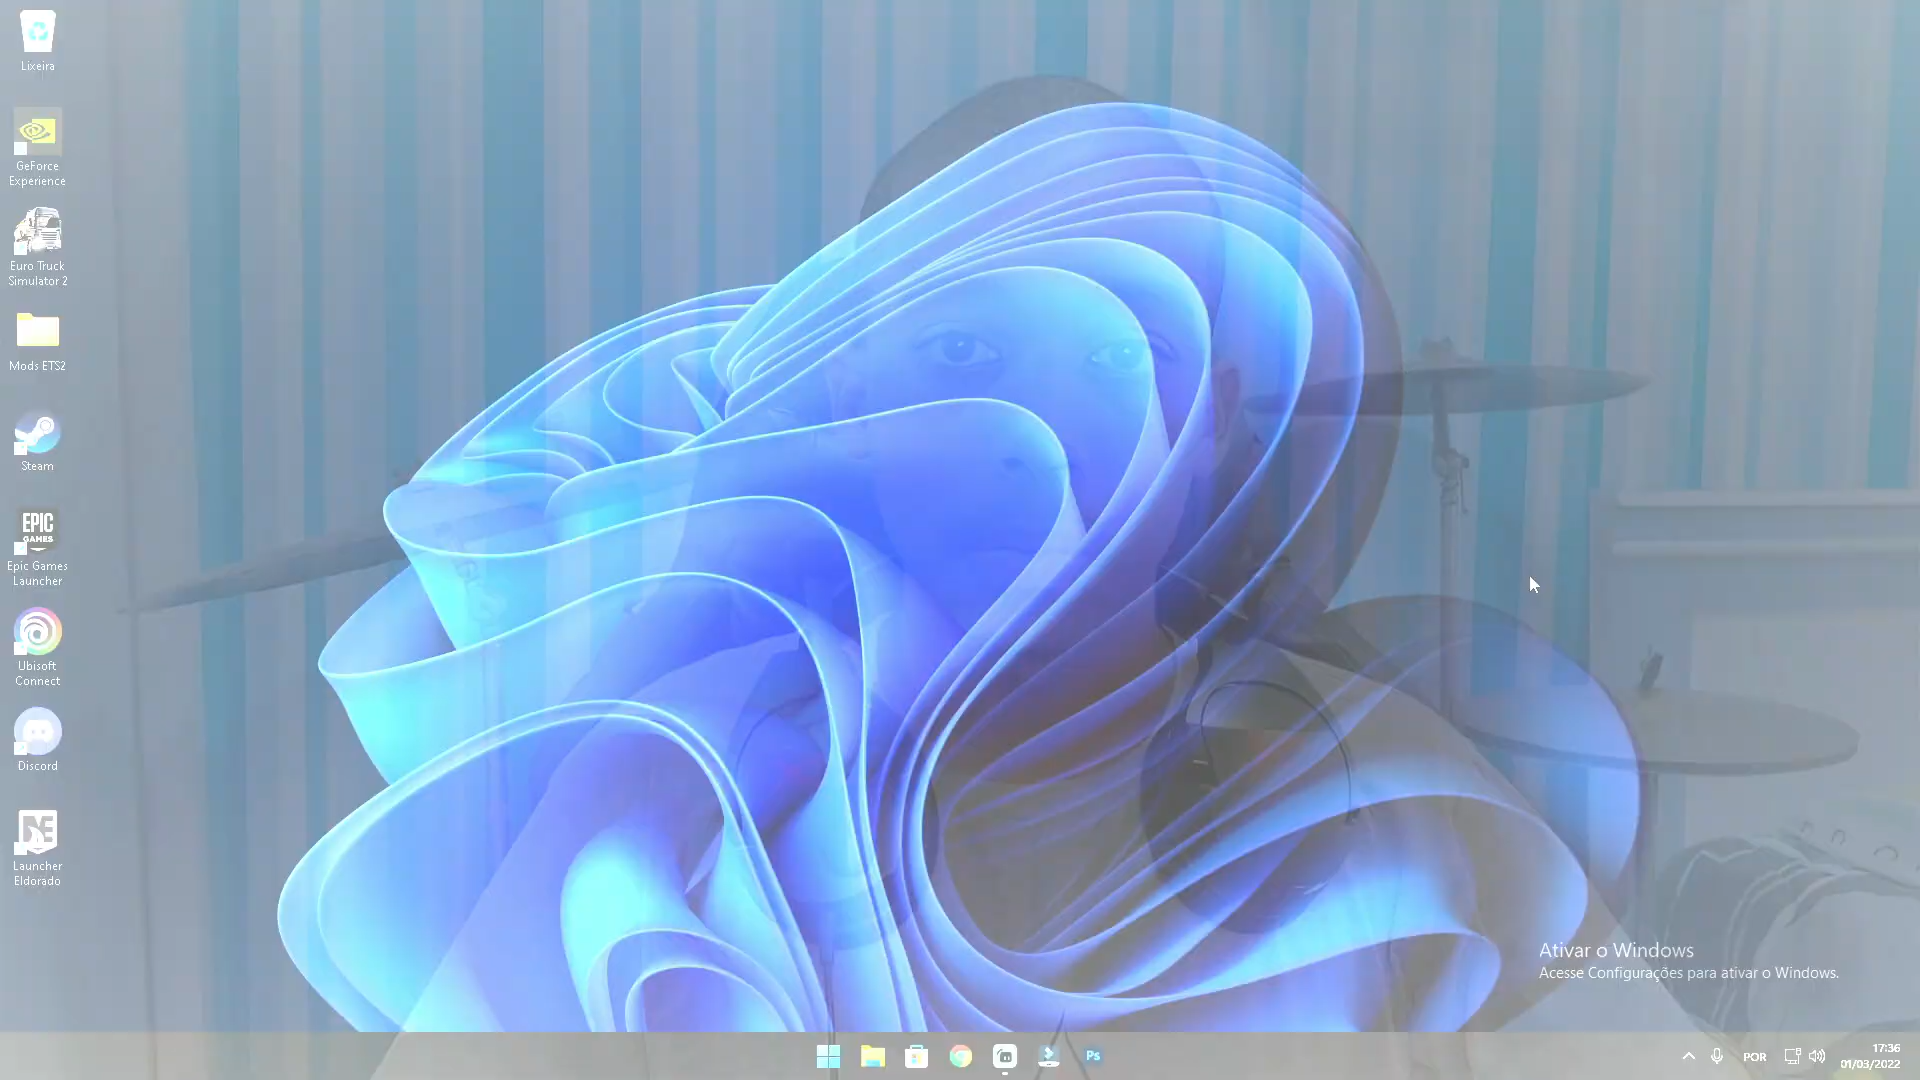 Lixeira
GeForce
Experience
Euro Truck
Simulator 2
Mods ETS2
Steam
EPIC
GAMES
Epic Games
Launcher
Ubisoft
Connect
Discord
Launcher
Eldorado
Ativar o Windows
Acesse Configurações para ativar o Windows.
Ps
POR
17:36
01/03/2022